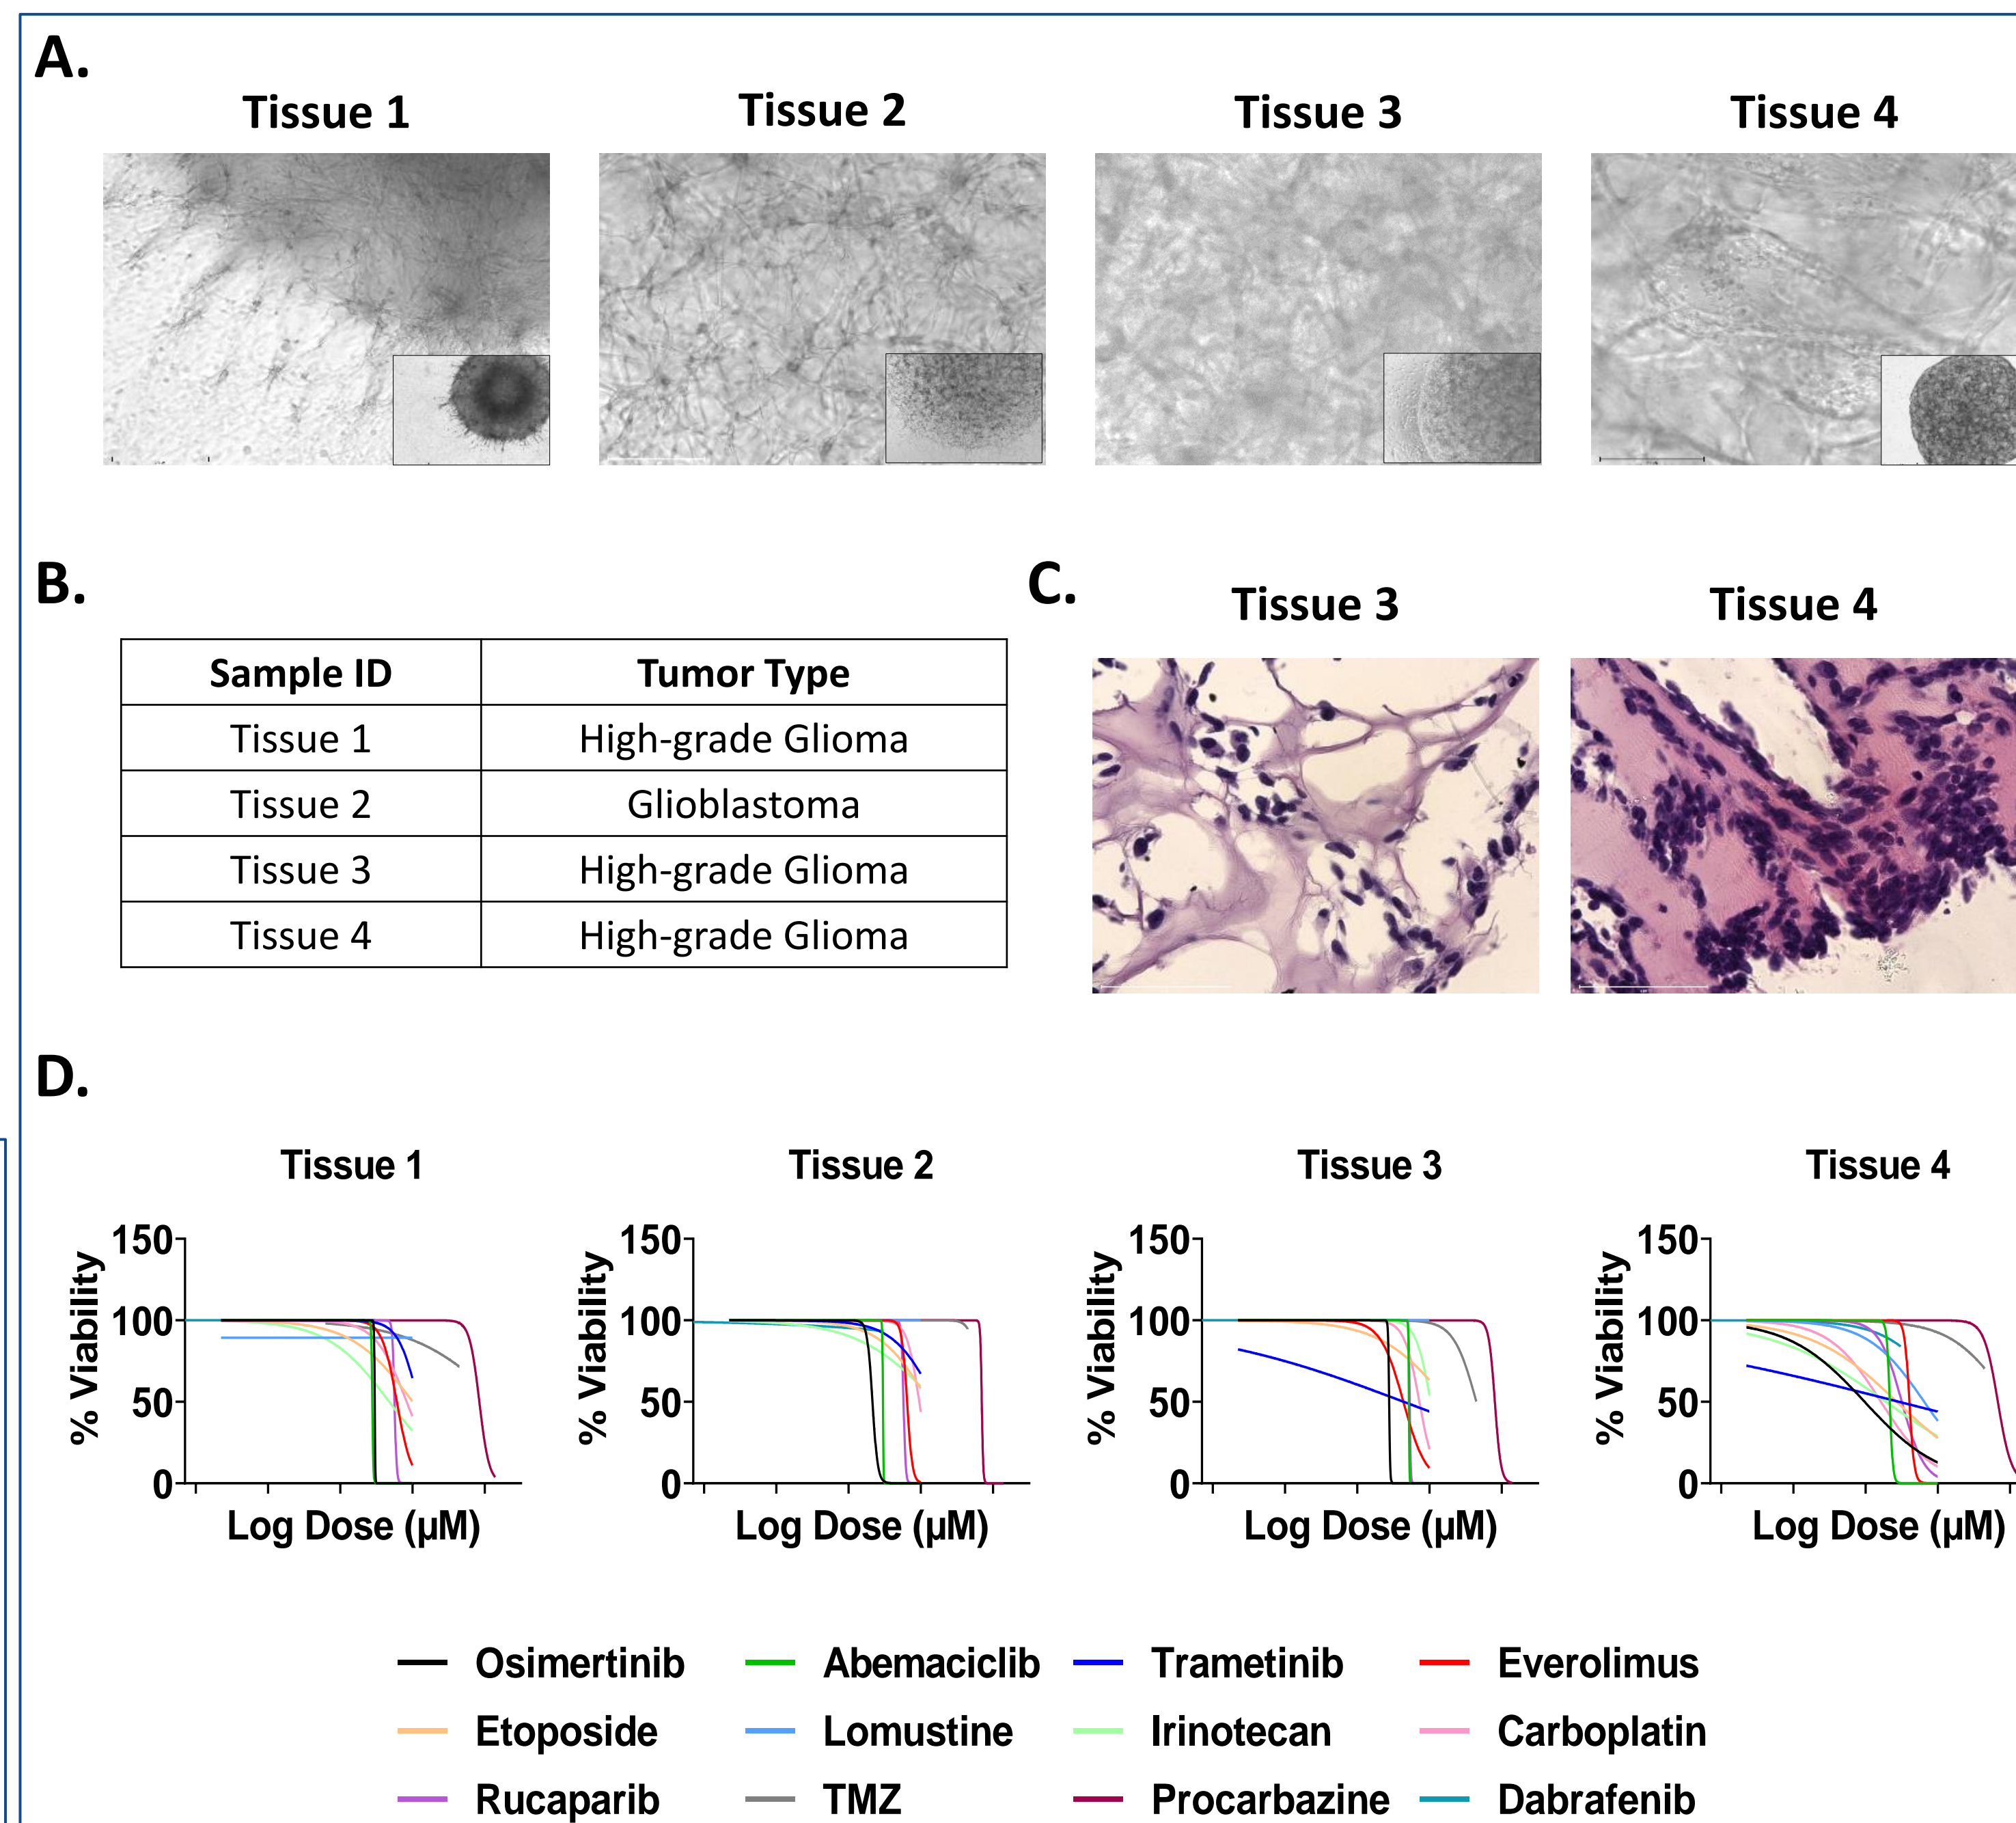 A.
Tissue 1 Tissue 2 Tissue 3 Tissue 4
B.
Sample ID Tumor Type
Tissue 1 High-grade Glioma
Tissue 2 Glioblastoma
Tissue 3 High-grade Glioma
Tissue 4 High-grade Glioma
C.
Tissue 3 Tissue 4
D.
Tissue 1
% Viability
150
100
50
0
Log Dose (µM)
Tissue 2
% Viability
150
100
50
0
Log Dose (µM)
Tissue 3
% Viability
150
100
50
0
Log Dose (µM)
Tissue 4
% Viability
150
100
50
0
Log Dose (µM)
Osimertinib Abemaciclib Trametinib Everolimus
Etoposide Lomustine Irinotecan Carboplatin
Rucaparib TMZ Procarbazine Dabrafenib